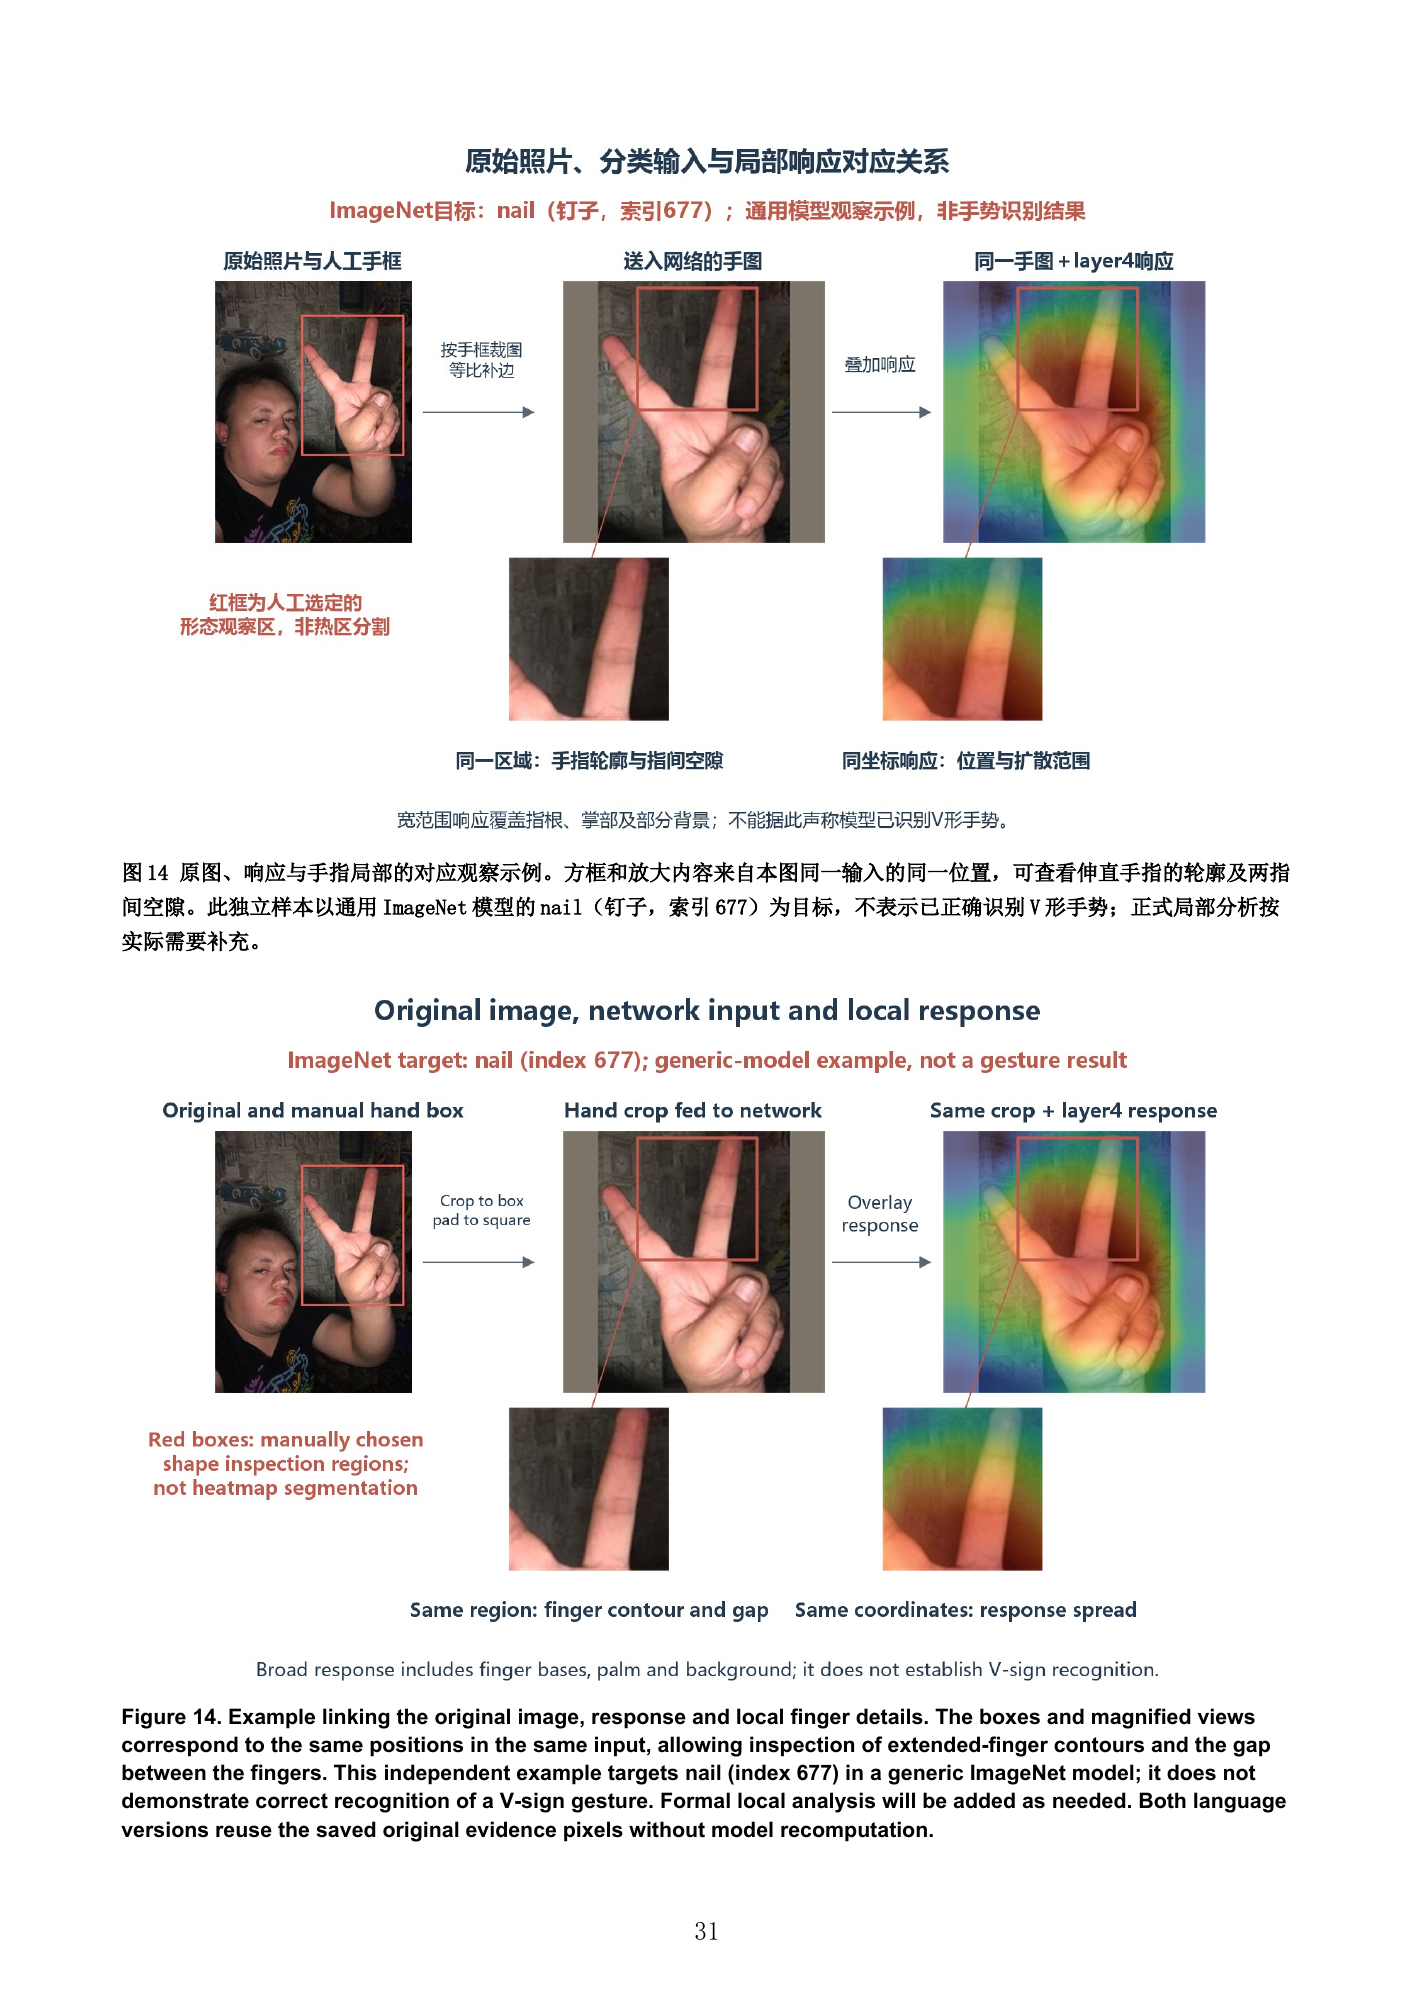 原始照片、分类输入与局部响应对应关系
ImageNet目标：nail（钉子，索引677）；通用模型观察示例，非手势识别结果
原始照片与人工手框
送入网络的手图
同一手图＋layer4响应
按手框裁图
等比补边
叠加响应
红框为人工选定的
形态观察区，非热区分割
同一区域：手指轮廓与指间空隙
同坐标响应：位置与扩散范围
宽范围响应覆盖指根、掌部及部分背景；不能据此声称模型已识别V形手势。
图 14 原图、响应与手指局部的对应观察示例。方框和放大内容来自本图同一输入的同一位置，可查看伸直手指的轮廓及两指
间空隙。此独立样本以通用 ImageNet 模型的 nail（钉子，索引 677）为目标，不表示已正确识别 V 形手势；正式局部分析按
实际需要补充。
Original image, network input and local response
ImageNet target: nail (index 677); generic-model example, not a gesture result
Original and manual hand box
Hand crop fed to network
Same crop + layer4 response
Crop to box
pad to square
Overlay
response
Red boxes: manually chosen
shape inspection regions;
not heatmap segmentation
Same region: finger contour and gap
Same coordinates: response spread
Broad response includes finger bases, palm and background; it does not establish V-sign recognition.
Figure 14. Example linking the original image, response and local finger details. The boxes and magnified views
correspond to the same positions in the same input, allowing inspection of extended-finger contours and the gap
between the fingers. This independent example targets nail (index 677) in a generic ImageNet model; it does not
demonstrate correct recognition of a V-sign gesture. Formal local analysis will be added as needed. Both language
versions reuse the saved original evidence pixels without model recomputation.
31